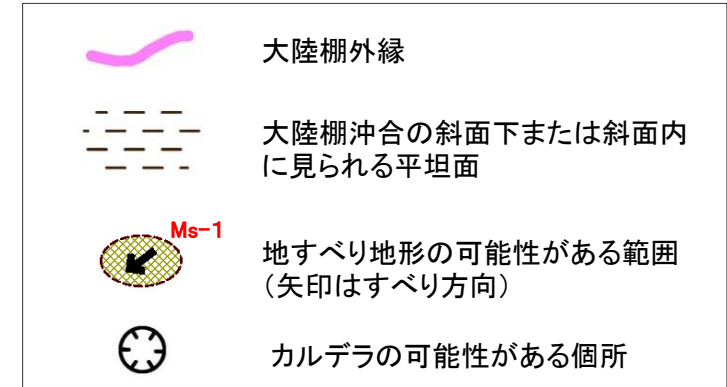 大陸棚外縁
大陸棚沖合の斜面下または斜面内
に見られる平坦面
Ms-1
地すべり地形の可能性がある範囲
（矢印はすべり方向）
カルデラの可能性がある個所